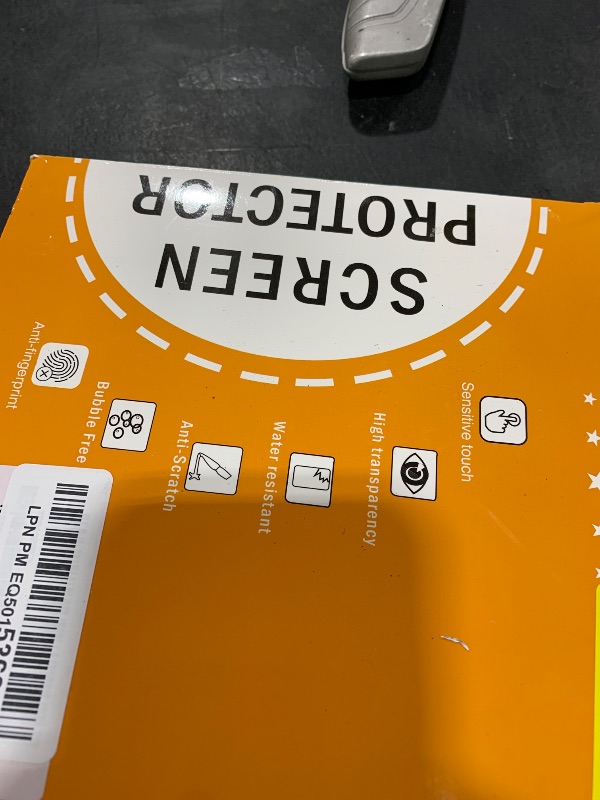 SCREEN
PROTECTOR
Sensitive touch
High transparency
Water resistant
Anti-Scratch
Bubble Free
Anti-fingerprint
LPN PM EQ5015